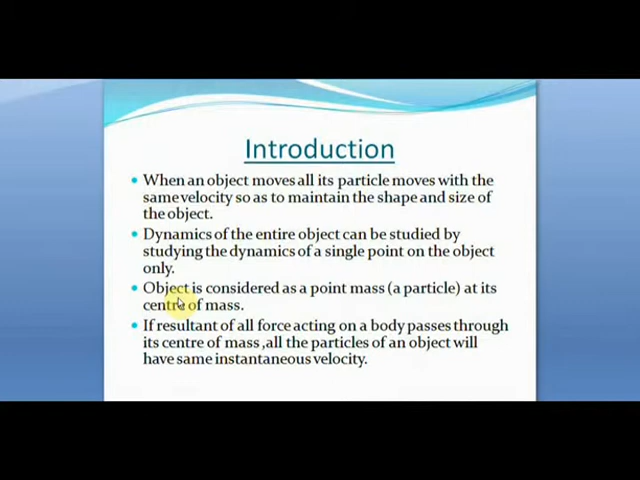 Introduction
• When an object moves all its particle moves with the
same velocity so as to maintain the shape and size of
the object.
• Dynamics of the entire object can be studied by
studying the dynamics of a single point on the object
only.
• Object is considered as a point mass (a particle) at its
centre of mass.
• If resultant of all force acting on a body passes through
its centre of mass ,all the particles of an object will
have same instantaneous velocity.